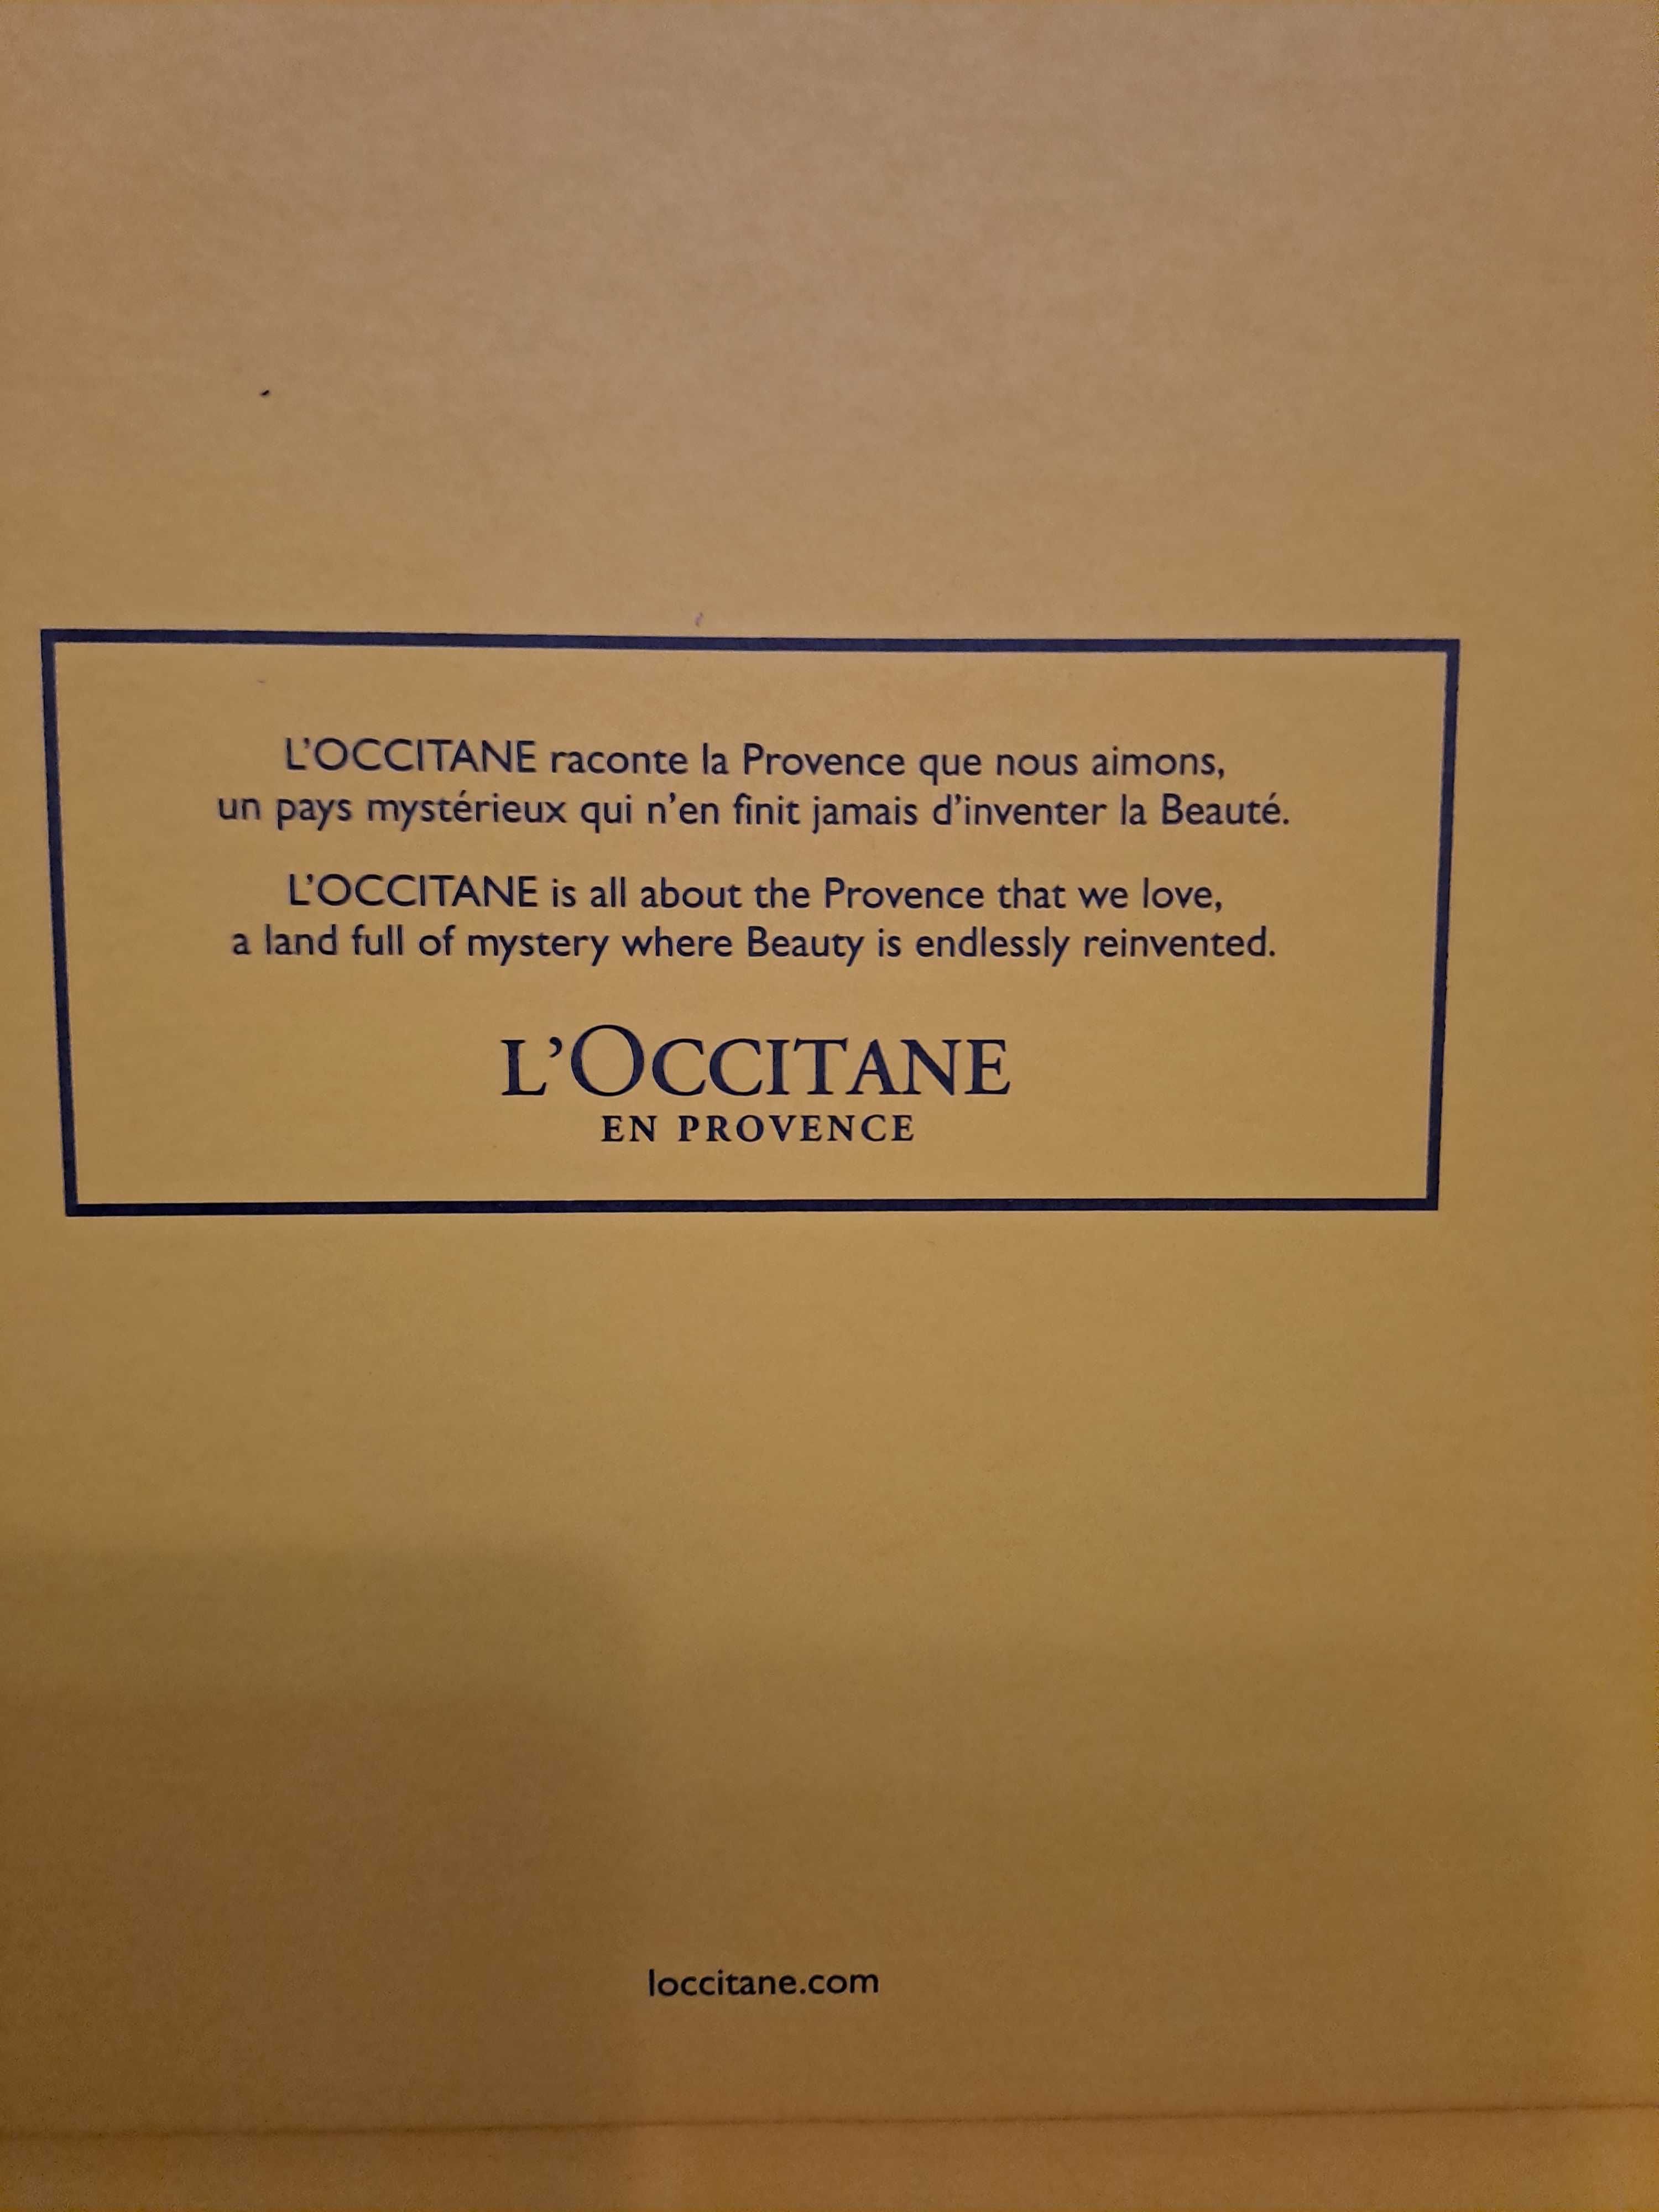 L'OCCITANE raconte la Provence que nous aimons,
un pays mystérieux qui n'en finit jamais d'inventer la Beauté.
L'OCCITANE is all about the Provence that we love,
a land full of mystery where Beauty is endlessly reinvented.
L'OCCITANE
EN PROVENCE
loccitane.com